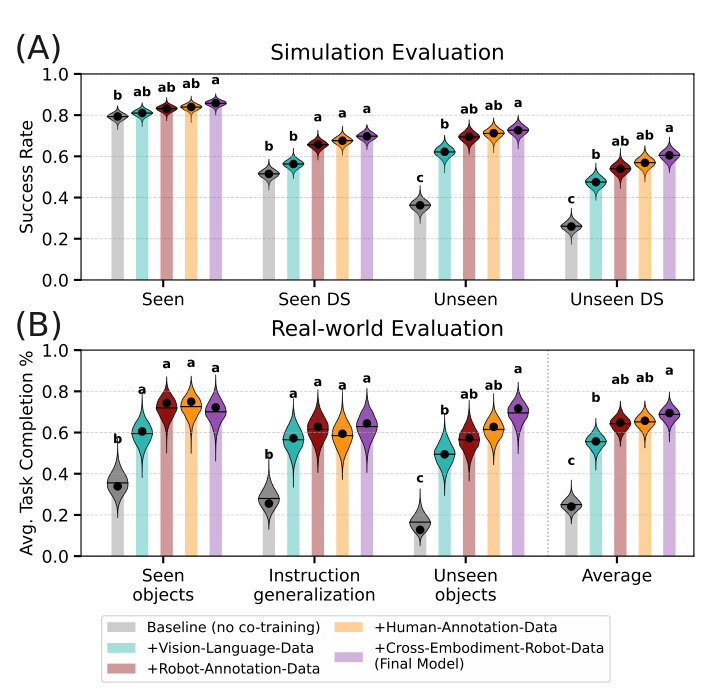 (A)
Simulation Evaluation
Success Rate
1.0
0.8
0.6
0.4
0.2
0.0
b ab ab ab a
b b a a a
c b ab ab a
c b ab ab a
Seen Seen DS Unseen Unseen DS
(B)
Real-world Evaluation
Avg. Task Completion %
1.0
0.8
0.6
0.4
0.2
0.0
b a a a a
b a a a a
c b ab ab a
c b ab ab a
Seen objects
Instruction generalization
Unseen objects
Average
Baseline (no co-training)
+Vision-Language-Data
+Robot-Annotation-Data
+Human-Annotation-Data
+Cross-Embodiment-Robot-Data
(Final Model)